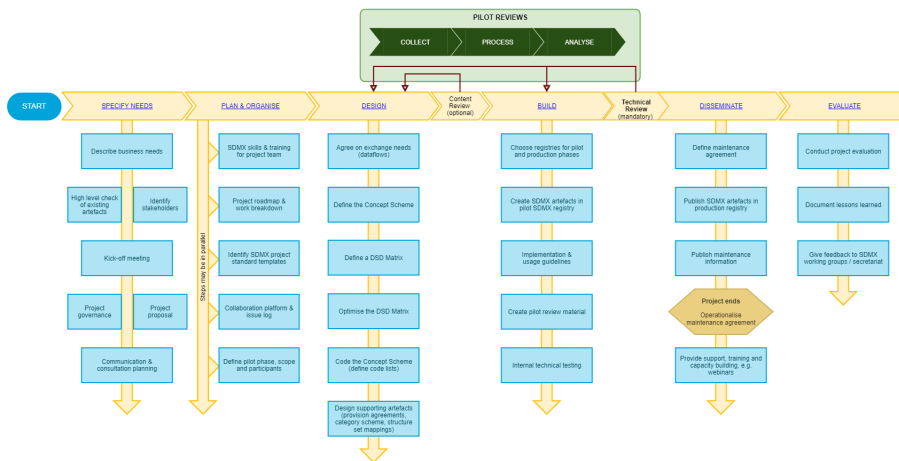 PILOT REVIEWS
COLLECT
PROCESS
ANALYSE
START
SPECIFY NEEDS
PLAN & ORGANISE
DESIGN
Content
Review
(optional)
BUILD
Technical
Review
(mandatory)
DISSEMINATE
EVALUATE
Describe business needs
High level check
of existing
artefacts
Identify
stakeholders
Kick-off meeting
Project
governance
Project
proposal
Communication &
consultation planning
Steps may be in parallel
SDMX skills & training
for project team
Project roadmap &
work breakdown
Identify SDMX project
standard templates
Collaboration platform &
issue log
Define pilot phase, scope
and participants
Agree on exchange needs
(dataflows)
Define the Concept Scheme
Define a DSD Matrix
Optimise the DSD Matrix
Code the Concept Scheme
(define code lists)
Design supporting artefacts
(provision agreements,
category scheme, structure
set mappings)
Choose registries for pilot
and production phases
Create SDMX artefacts in
pilot SDMX registry
Implementation &
usage guidelines
Create pilot review material
Internal technical testing
Define maintenance
agreement
Publish SDMX artefacts in
production registry
Publish maintenance
information
Project ends
Operationalise
maintenance agreement
Provide support, training and
capacity building, e.g.
webinars
Conduct project evaluation
Document lessons learned
Give feedback to SDMX
working groups / secretariat